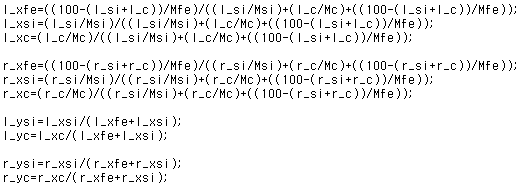 l_xfe=((100-(l_si+l_c))/Mfe)/((l_si/Msi)+(l_c/Mc)+((100-(l_si+l_c))/Mfe));
l_xsi=(l_si/Msi)/((l_si/Msi)+(l_c/Mc)+((100-(l_si+l_c))/Mfe));
l_xc=(l_c/Mc)/((l_si/Msi)+(l_c/Mc)+((100-(l_si+l_c))/Mfe));

r_xfe=((100-(r_si+r_c))/Mfe)/((r_si/Msi)+(r_c/Mc)+((100-(r_si+r_c))/Mfe));
r_xsi=(r_si/Msi)/((r_si/Msi)+(r_c/Mc)+((100-(r_si+r_c))/Mfe));
r_xc=(r_c/Mc)/((r_si/Msi)+(r_c/Mc)+((100-(r_si+r_c))/Mfe));

l_ysi=l_xsi/(l_xfe+l_xsi);
l_yc=l_xc/(l_xfe+l_xsi);

r_ysi=r_xsi/(r_xfe+r_xsi);
r_yc=r_xc/(r_xfe+r_xsi);